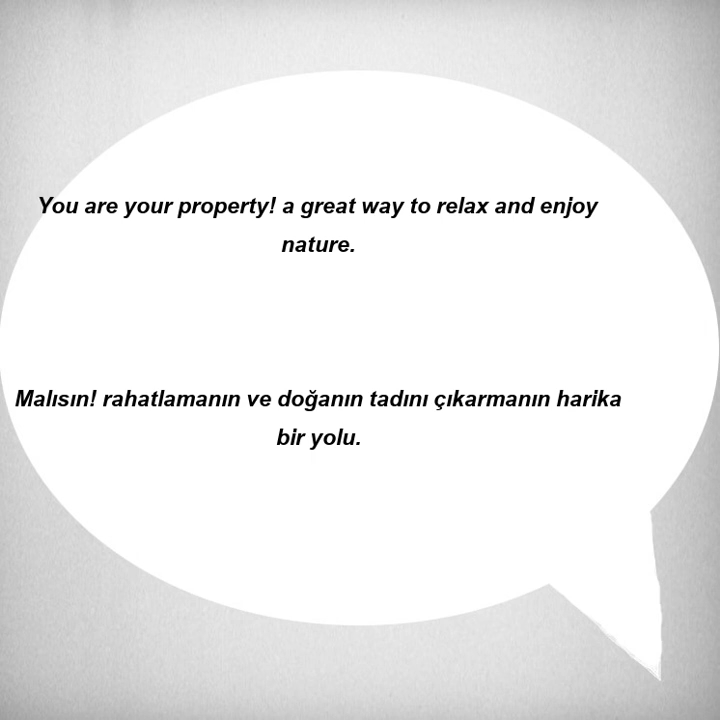 You are your property! a great way to relax and enjoy
nature.
Malısın! rahatlamanın ve doğanın tadını çıkarmanın harika
bir yolu.